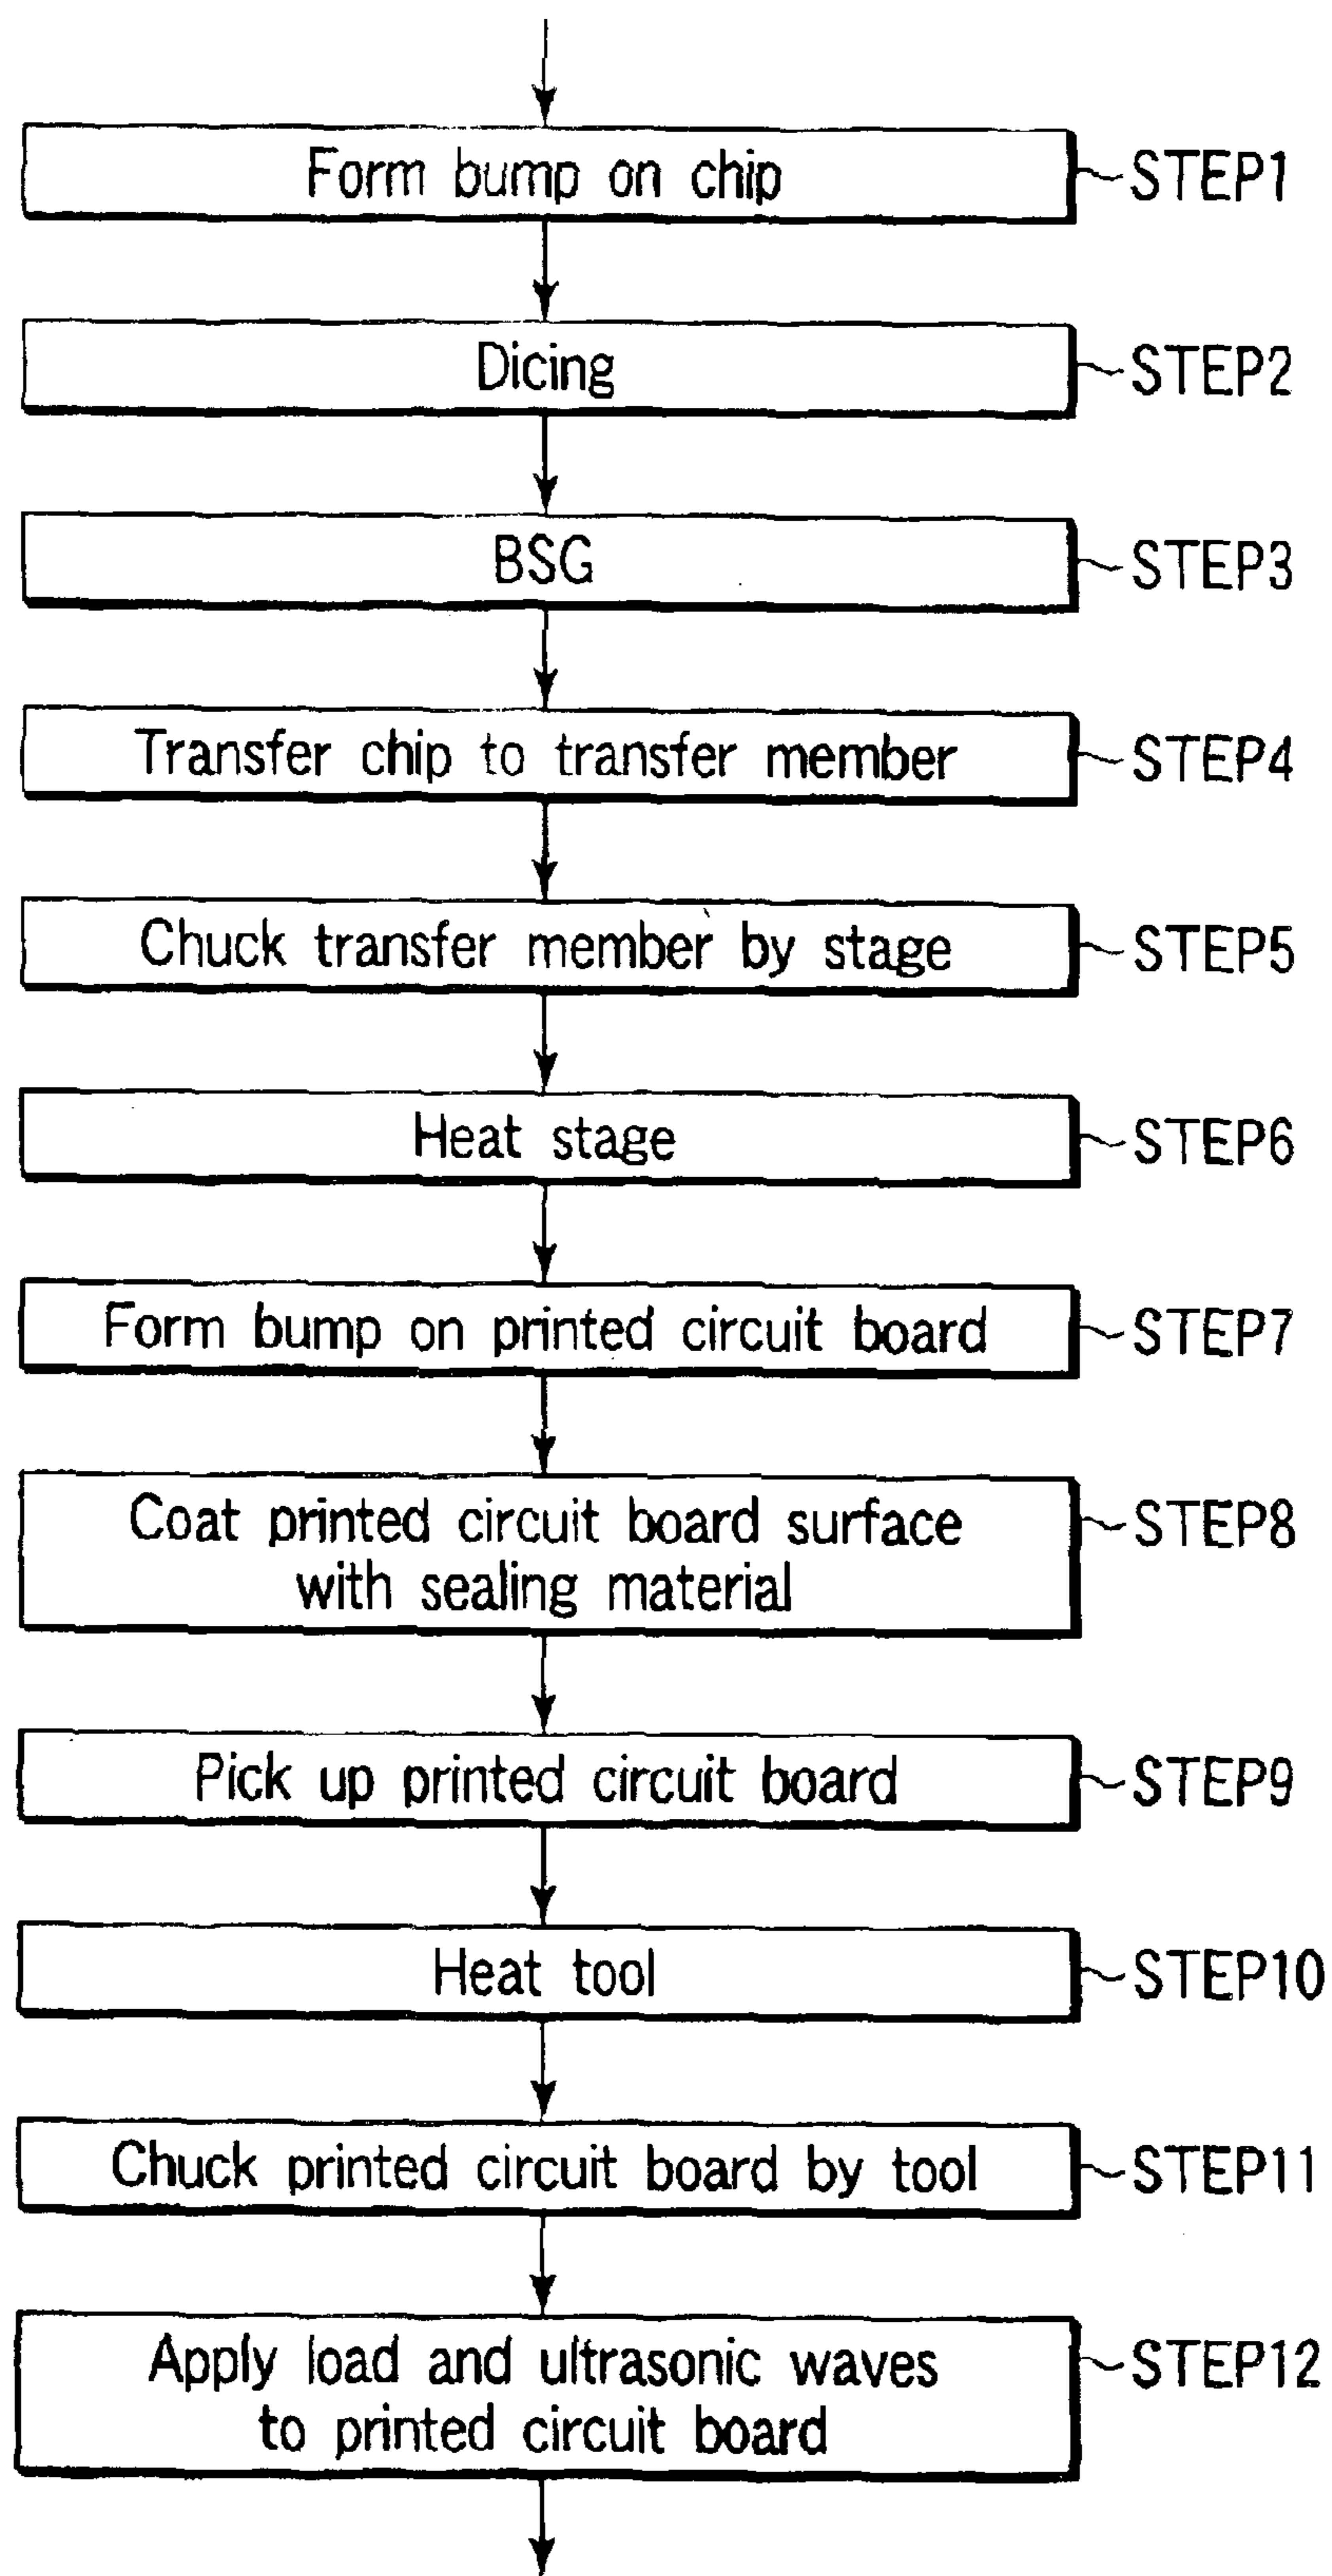 Form bump on chip
STEP1
Dicing
STEP2
BSG
STEP3
Transfer chip to transfer member
STEP4
Chuck transfer member by stage
STEP5
Heat stage
STEP6
Form bump on printed circuit board
STEP7
Coat printed circuit board surface
with sealing material
STEP8
Pick up printed circuit board
STEP9
Heat tool
STEP10
Chuck printed circuit board by tool
STEP11
Apply load and ultrasonic waves
to printed circuit board
STEP12